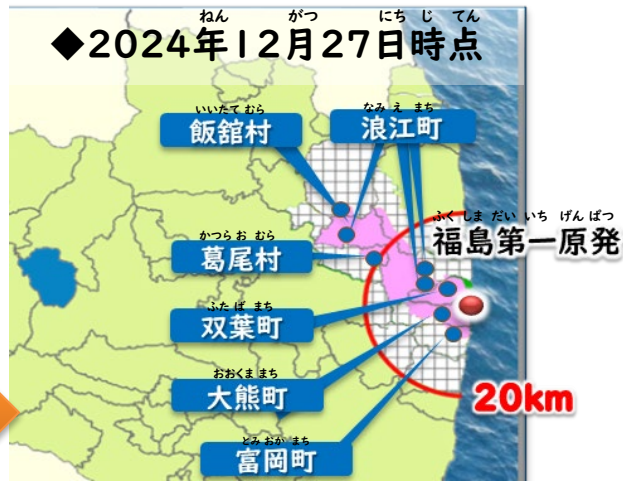 ねん がつ にち じ てん
◆2024年12月27日時点
いいたて むら
飯舘村
なみ え まち
浪江町
ふく しま だい いち げん ぱつ
福島第一原発
かつら お むら
葛尾村
ふた ば まち
双葉町
おおくま まち
大熊町
20km
とみ おか まち
富岡町